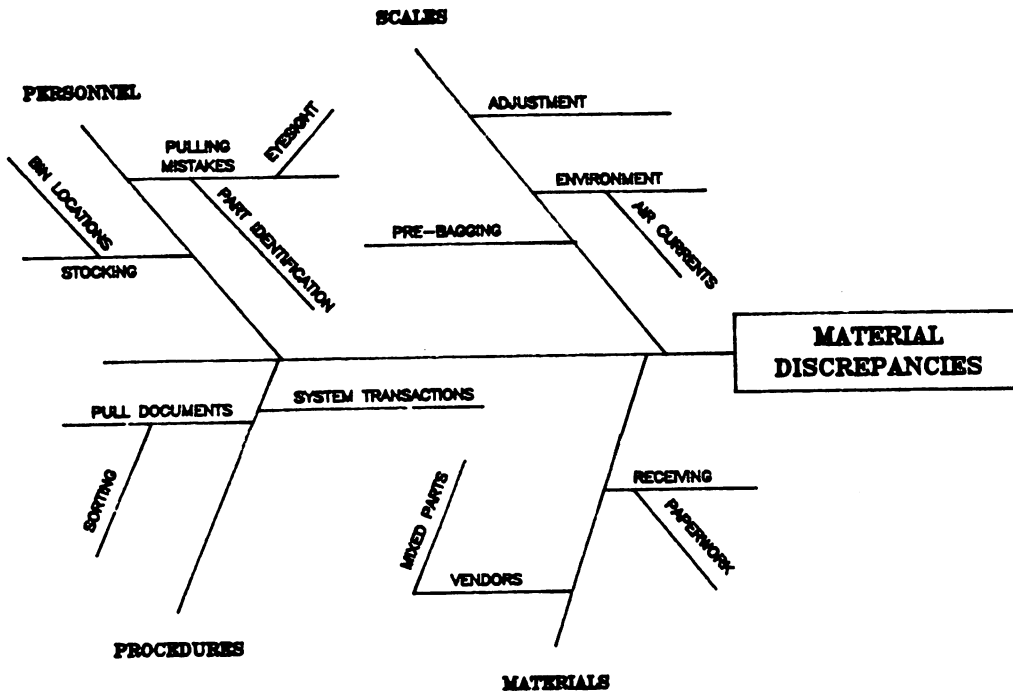 SCALES
PERSONNEL
ADJUSTMENT
EYESIGHT
PULLING
MISTAKES
BIN LOCATIONS
PART IDENTIFICATION
ENVIRONMENT
AIR CURRENTS
PRE-BAGGING
STOCKING
MATERIAL
DISCREPANCIES
SYSTEM TRANSACTIONS
PULL DOCUMENTS
SORTING
MIXED PARTS
RECEIVING
PAPERWORK
VENDORS
PROCEDURES
MATERIALS